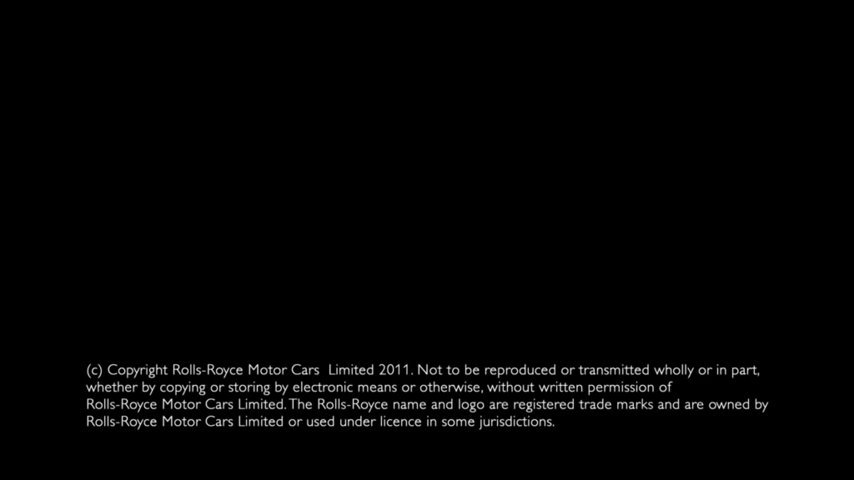 (c) Copyright Rolls-Royce Motor Cars Limited 2011. Not to be reproduced or transmitted wholly or in part,
whether by copying or storing by electronic means or otherwise, without written permission of
Rolls-Royce Motor Cars Limited. The Rolls-Royce name and logo are registered trade marks and are owned by
Rolls-Royce Motor Cars Limited or used under licence in some jurisdictions.